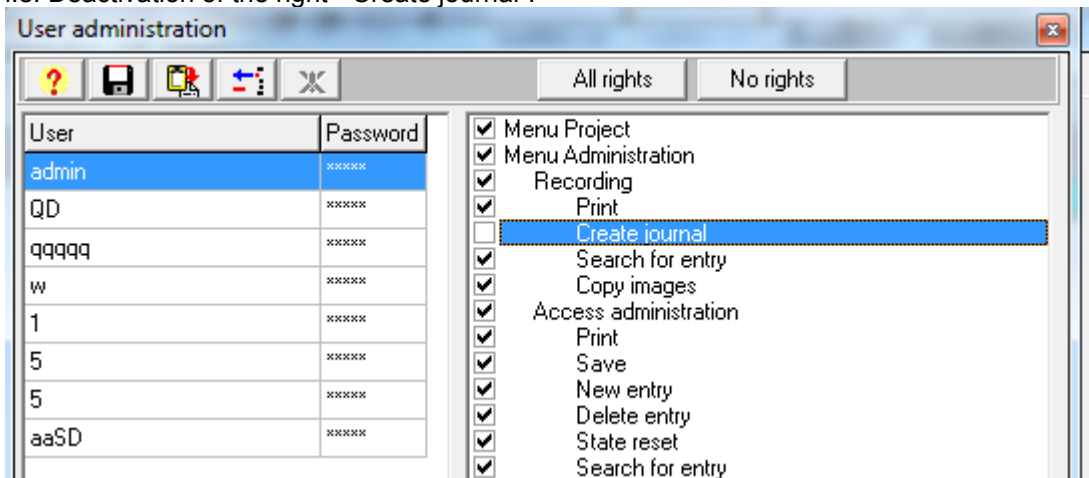 User administration
?
All rights
No rights
User Password
admin *****
QD *****
qqqqq *****
w *****
1 *****
5 *****
5 *****
aaSD *****
Menu Project
Menu Administration
Recording
Print
Create journal
Search for entry
Copy images
Access administration
Print
Save
New entry
Delete entry
State reset
Search for entry